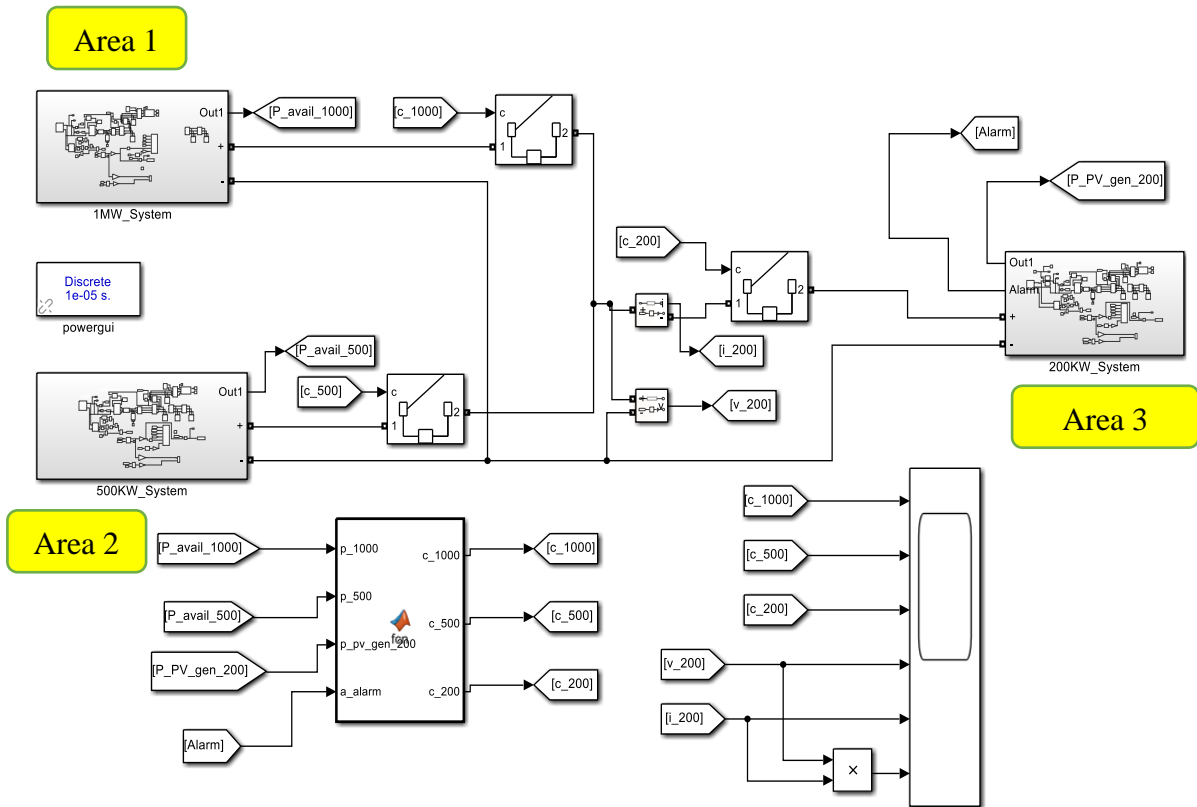 Area 1
Out1
[P_avail_1000]
[c_1000]
c
1
2
+
-
1MW_System
[Alarm]
[P_PV_gen_200]
Discrete
1e-05 s.
powergui
[c_200]
c
1
2
Out1
Alarm
+
-
200KW_System
i
+
-
[i_200]
[P_avail_500]
[c_500]
Out1
c
1
2
+
-
500KW_System
+
-
v
[v_200]
Area 3
Area 2
[P_avail_1000]
[P_avail_500]
[P_PV_gen_200]
[Alarm]
p_1000
p_500
p_pv_gen_200
a_alarm
fcn
c_1000
c_500
c_200
[c_1000]
[c_500]
[c_200]
[c_1000]
[c_500]
[c_200]
[v_200]
[i_200]
×